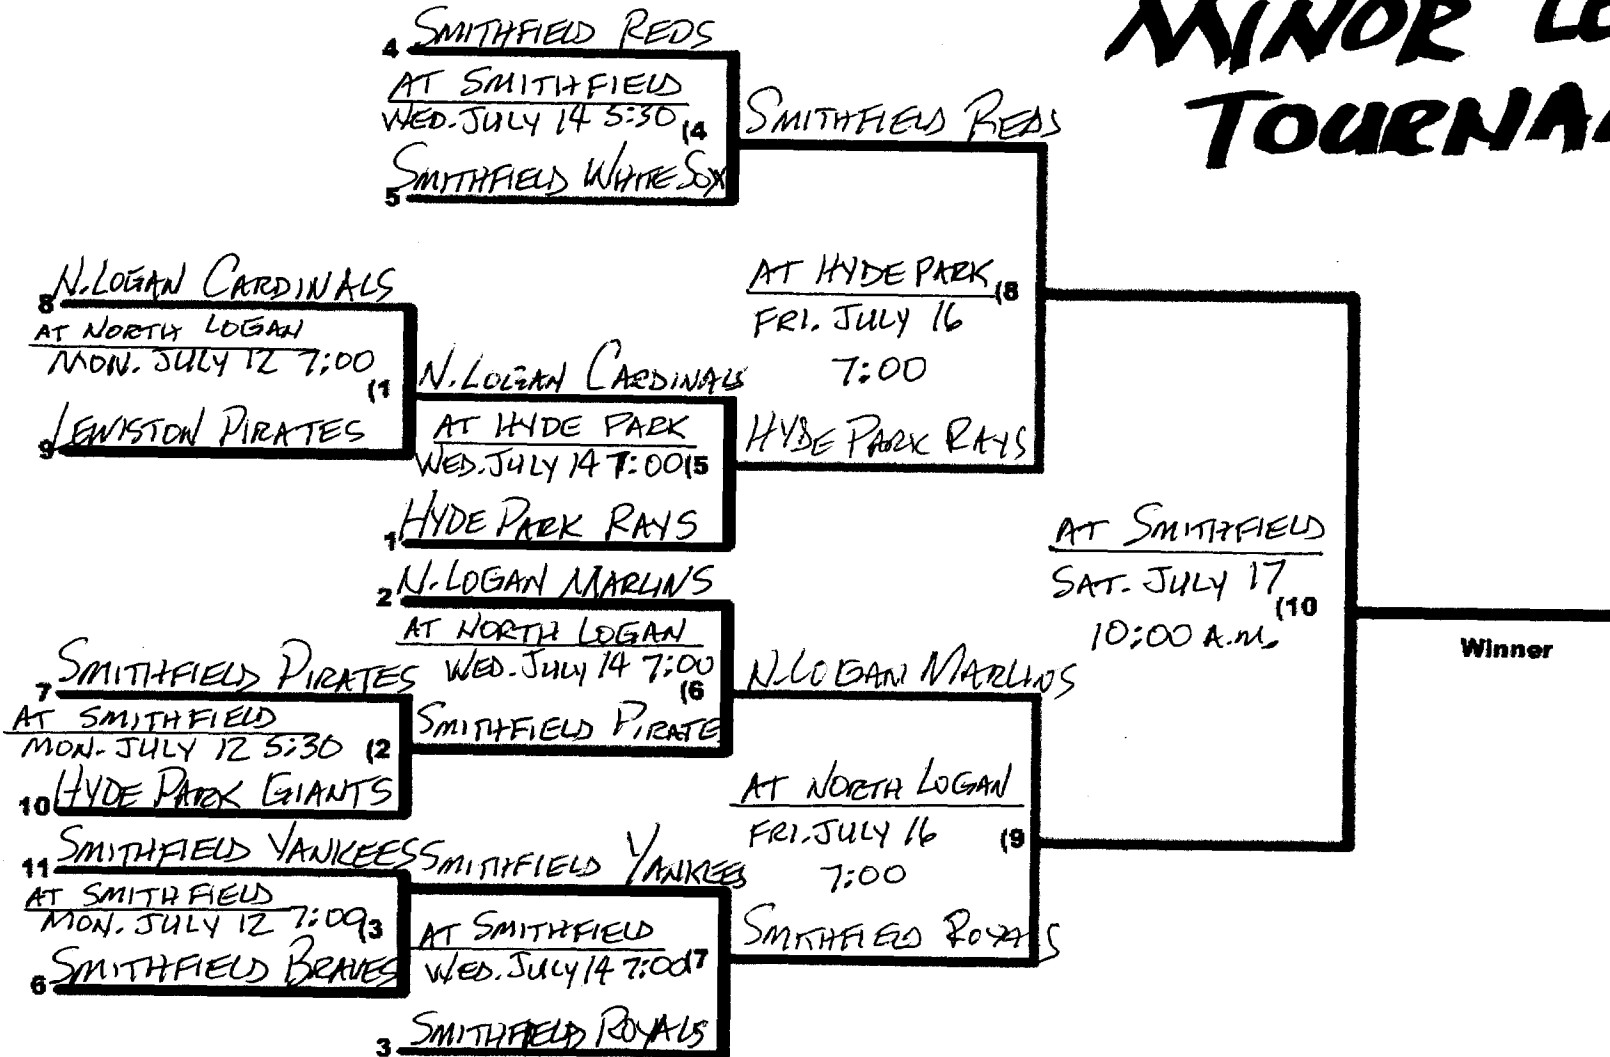 MINOR
TOURNA
4 SMITHFIELD REDS
AT SMITHFIELD
WED. JULY 14 5:30 (4
5 SMITHFIELD WHITE SOX
SMITHFIELD REDS
8 N. LOGAN CARDINALS
AT NORTH LOGAN
MON. JULY 12 7:00
(1
9 LEWISTON PIRATES
N. LOGAN CARDINALS
AT HYDE PARK
WED. JULY 14 7:00 (5
1 HYDE PARK RAYS
AT HYDE PARK (8
FRI. JULY 16
7:00
HYDE PARK RAYS
2 N. LOGAN MARLINS
AT NORTH LOGAN
WED. JULY 14 7:00
(6
7 SMITHFIELD PIRATES
AT SMITHFIELD
MON. JULY 12 5:30 (2
10 HYDE PARK GIANTS
SMITHFIELD PIRATES
N. LOGAN MARLINS
11 SMITHFIELD YANKEES
AT SMITHFIELD
MON. JULY 12 7:00 (3
6 SMITHFIELD BRAVES
SMITHFIELD YANKEES
AT SMITHFIELD
WED. JULY 14 7:00 (7
3 SMITHFIELD ROYALS
AT NORTH LOGAN
FRI. JULY 16 (9
7:00
SMITHFIELD ROYALS
AT SMITHFIELD
SAT. JULY 17
(10
10:00 A.M.
Winner